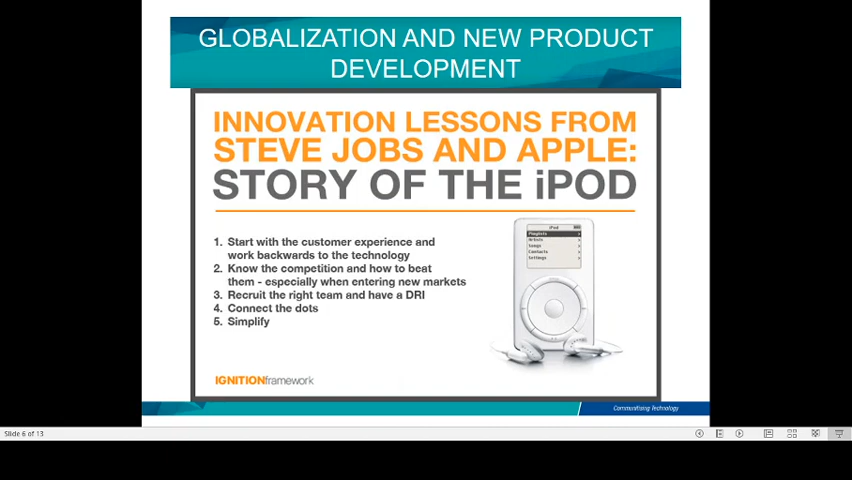 GLOBALIZATION AND NEW PRODUCT
DEVELOPMENT
INNOVATION LESSONS FROM
STEVE JOBS AND APPLE:
STORY OF THE iPOD
1. Start with the customer experience and
work backwards to the technology
2. Know the competition and how to beat
them - especially when entering new markets
3. Recruit the right team and have a DRI
4. Connect the dots
5. Simplify
iPod
Playlists
Artists
Songs
Contacts
Settings
IGNITIONframework
Communitising Technology
Slide 6 of 13